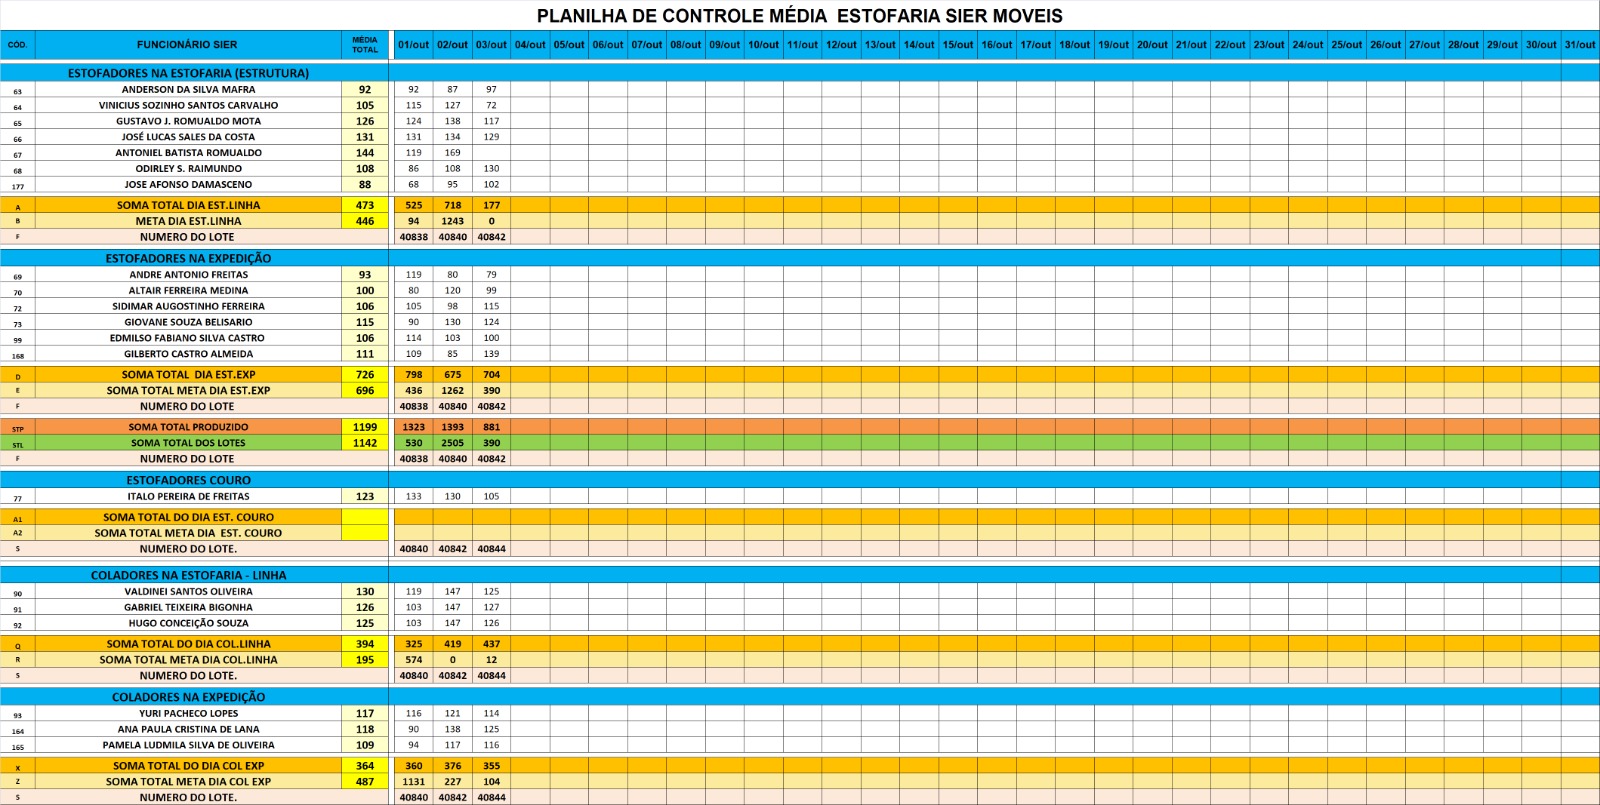 PLANILHA DE CONTROLE MÉDIA ESTOFARIA SIER MOVEIS
CÓD. FUNCIONÁRIO SIER MÉDIA TOTAL 01/out 02/out 03/out 04/out 05/out 06/out 07/out 08/out 09/out 10/out 11/out 12/out 13/out 14/out 15/out 16/out 17/out 18/out 19/out 20/out 21/out 22/out 23/out 24/out 25/out 26/out 27/out 28/out 29/out 30/out 31/out
ESTOFADORES NA ESTOFARIA (ESTRUTURA)
63 ANDERSON DA SILVA MAFRA 92 92 87 97
64 VINICIUS SOZINHO SANTOS CARVALHO 105 115 127 72
65 GUSTAVO J. ROMUALDO MOTA 126 124 138 117
66 JOSÉ LUCAS SALES DA COSTA 131 131 134 129
67 ANTONIEL BATISTA ROMUALDO 144 119 169
68 ODIRLEY S. RAIMUNDO 108 86 108 130
177 JOSE AFONSO DAMASCENO 88 68 95 102
A SOMA TOTAL DIA EST.LINHA 473 525 718 177
B META DIA EST.LINHA 446 94 1243 0
F NUMERO DO LOTE 40838 40840 40842
ESTOFADORES NA EXPEDIÇÃO
69 ANDRE ANTONIO FREITAS 93 119 80 79
70 ALTAIR FERREIRA MEDINA 100 80 120 99
72 SIDIMAR AUGOSTINHO FERREIRA 106 105 98 115
73 GIOVANE SOUZA BELISARIO 115 90 130 124
99 EDMILSO FABIANO SILVA CASTRO 106 114 103 100
168 GILBERTO CASTRO ALMEIDA 111 109 85 139
D SOMA TOTAL DIA EST.EXP 726 798 675 704
E SOMA TOTAL META DIA EST.EXP 696 436 1262 390
F NUMERO DO LOTE 40838 40840 40842
STP SOMA TOTAL PRODUZIDO 1199 1323 1393 881
STL SOMA TOTAL DOS LOTES 1142 530 2505 390
F NUMERO DO LOTE 40838 40840 40842
ESTOFADORES COURO
77 ITALO PEREIRA DE FREITAS 123 133 130 105
A1 SOMA TOTAL DO DIA EST. COURO
A2 SOMA TOTAL META DIA EST. COURO
S NUMERO DO LOTE. 40840 40842 40844
COLADORES NA ESTOFARIA - LINHA
90 VALDINEI SANTOS OLIVEIRA 130 119 147 125
91 GABRIEL TEIXEIRA BIGONHA 126 103 147 127
92 HUGO CONCEIÇÃO SOUZA 125 103 147 126
Q SOMA TOTAL DO DIA COL.LINHA 394 325 419 437
R SOMA TOTAL META DIA COL.LINHA 195 574 0 12
S NUMERO DO LOTE. 40840 40842 40844
COLADORES NA EXPEDIÇÃO
93 YURI PACHECO LOPES 117 116 121 114
164 ANA PAULA CRISTINA DE LANA 118 90 138 125
165 PAMELA LUDMILA SILVA DE OLIVEIRA 109 94 117 116
X SOMA TOTAL DO DIA COL EXP 364 360 376 355
Z SOMA TOTAL META DIA COL EXP 487 1131 227 104
S NUMERO DO LOTE. 40840 40842 40844